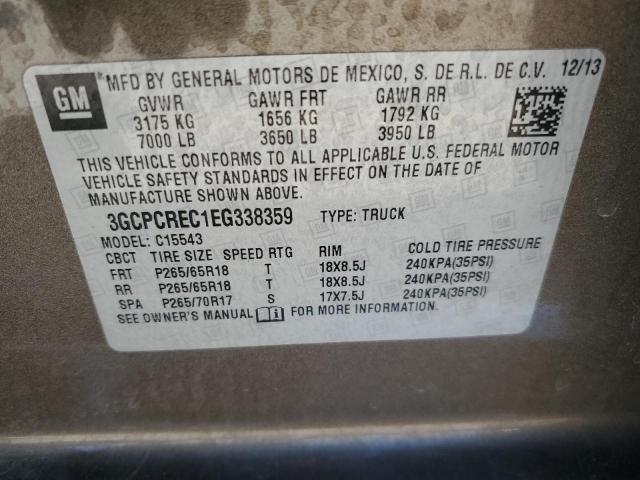 GM
MFD BY GENERAL MOTORS DE MEXICO, S. DE R.L. DE C.V. 12/13
GVWR GAWR FRT GAWR RR
3175 KG 1656 KG 1792 KG
7000 LB 3650 LB 3950 LB
THIS VEHICLE CONFORMS TO ALL APPLICABLE U.S. FEDERAL MOTOR
VEHICLE SAFETY STANDARDS IN EFFECT ON THE DATE OF
MANUFACTURE SHOWN ABOVE.
3GCPCREC1EG338359 TYPE: TRUCK
MODEL: C15543
CBCT TIRE SIZE SPEED RTG RIM COLD TIRE PRESSURE
FRT P265/65R18 T 18X8.5J 240KPA(35PSI)
RR P265/65R18 T 18X8.5J 240KPA(35PSI)
SPA P265/70R17 S 17X7.5J 240KPA(35PSI)
SEE OWNER'S MANUAL i FOR MORE INFORMATION.